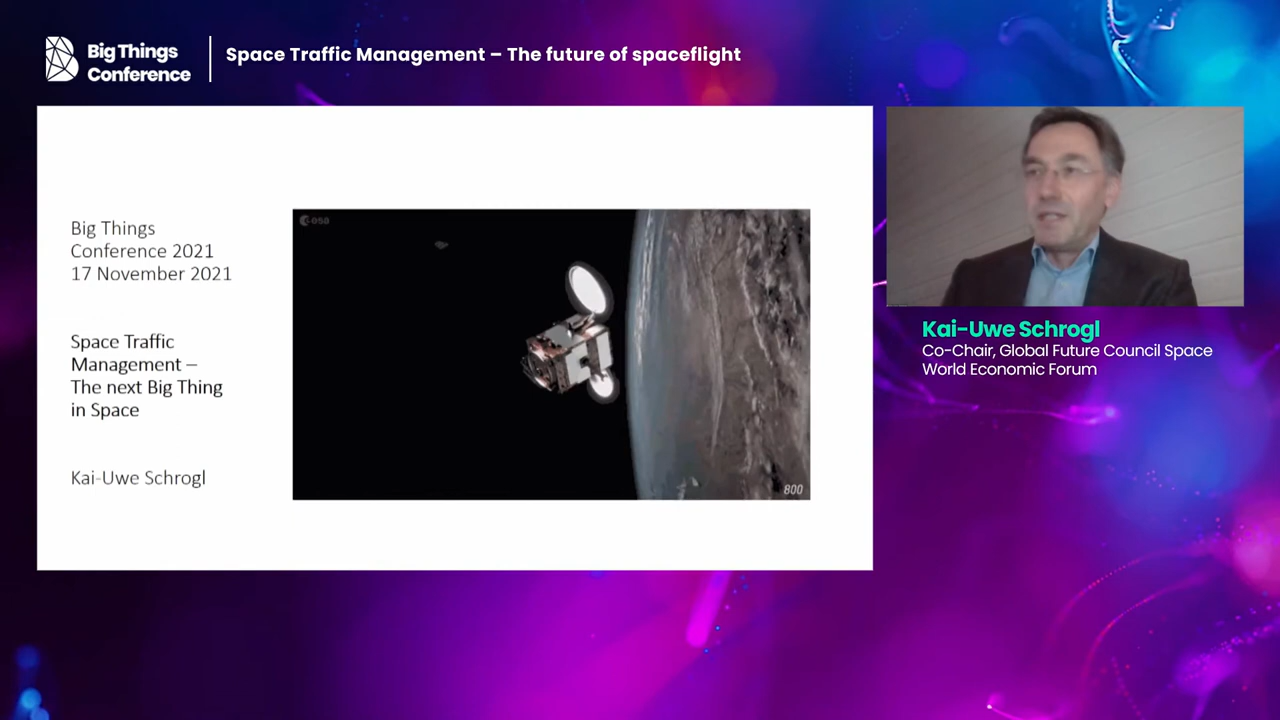 Big Things
Conference
Space Traffic Management – The future of spaceflight
Big Things
Conference 2021
17 November 2021
Space Traffic
Management –
The next Big Thing
in Space
Kai-Uwe Schrogl
esa
800
Kai-Uwe Schrogl
Co-Chair, Global Future Council Space
World Economic Forum